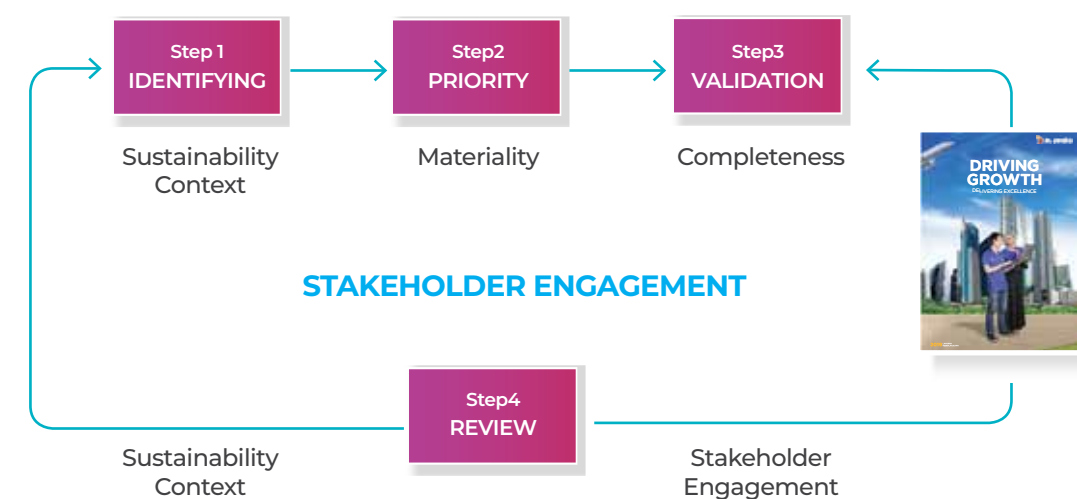 Step 1
IDENTIFYING
Step2
PRIORITY
Step3
VALIDATION
Sustainability
Context
Materiality
Completeness
DRIVING
GROWTH
DELIVERING EXCELLENCE
STAKEHOLDER ENGAGEMENT
Step4
REVIEW
Sustainability
Context
Stakeholder
Engagement